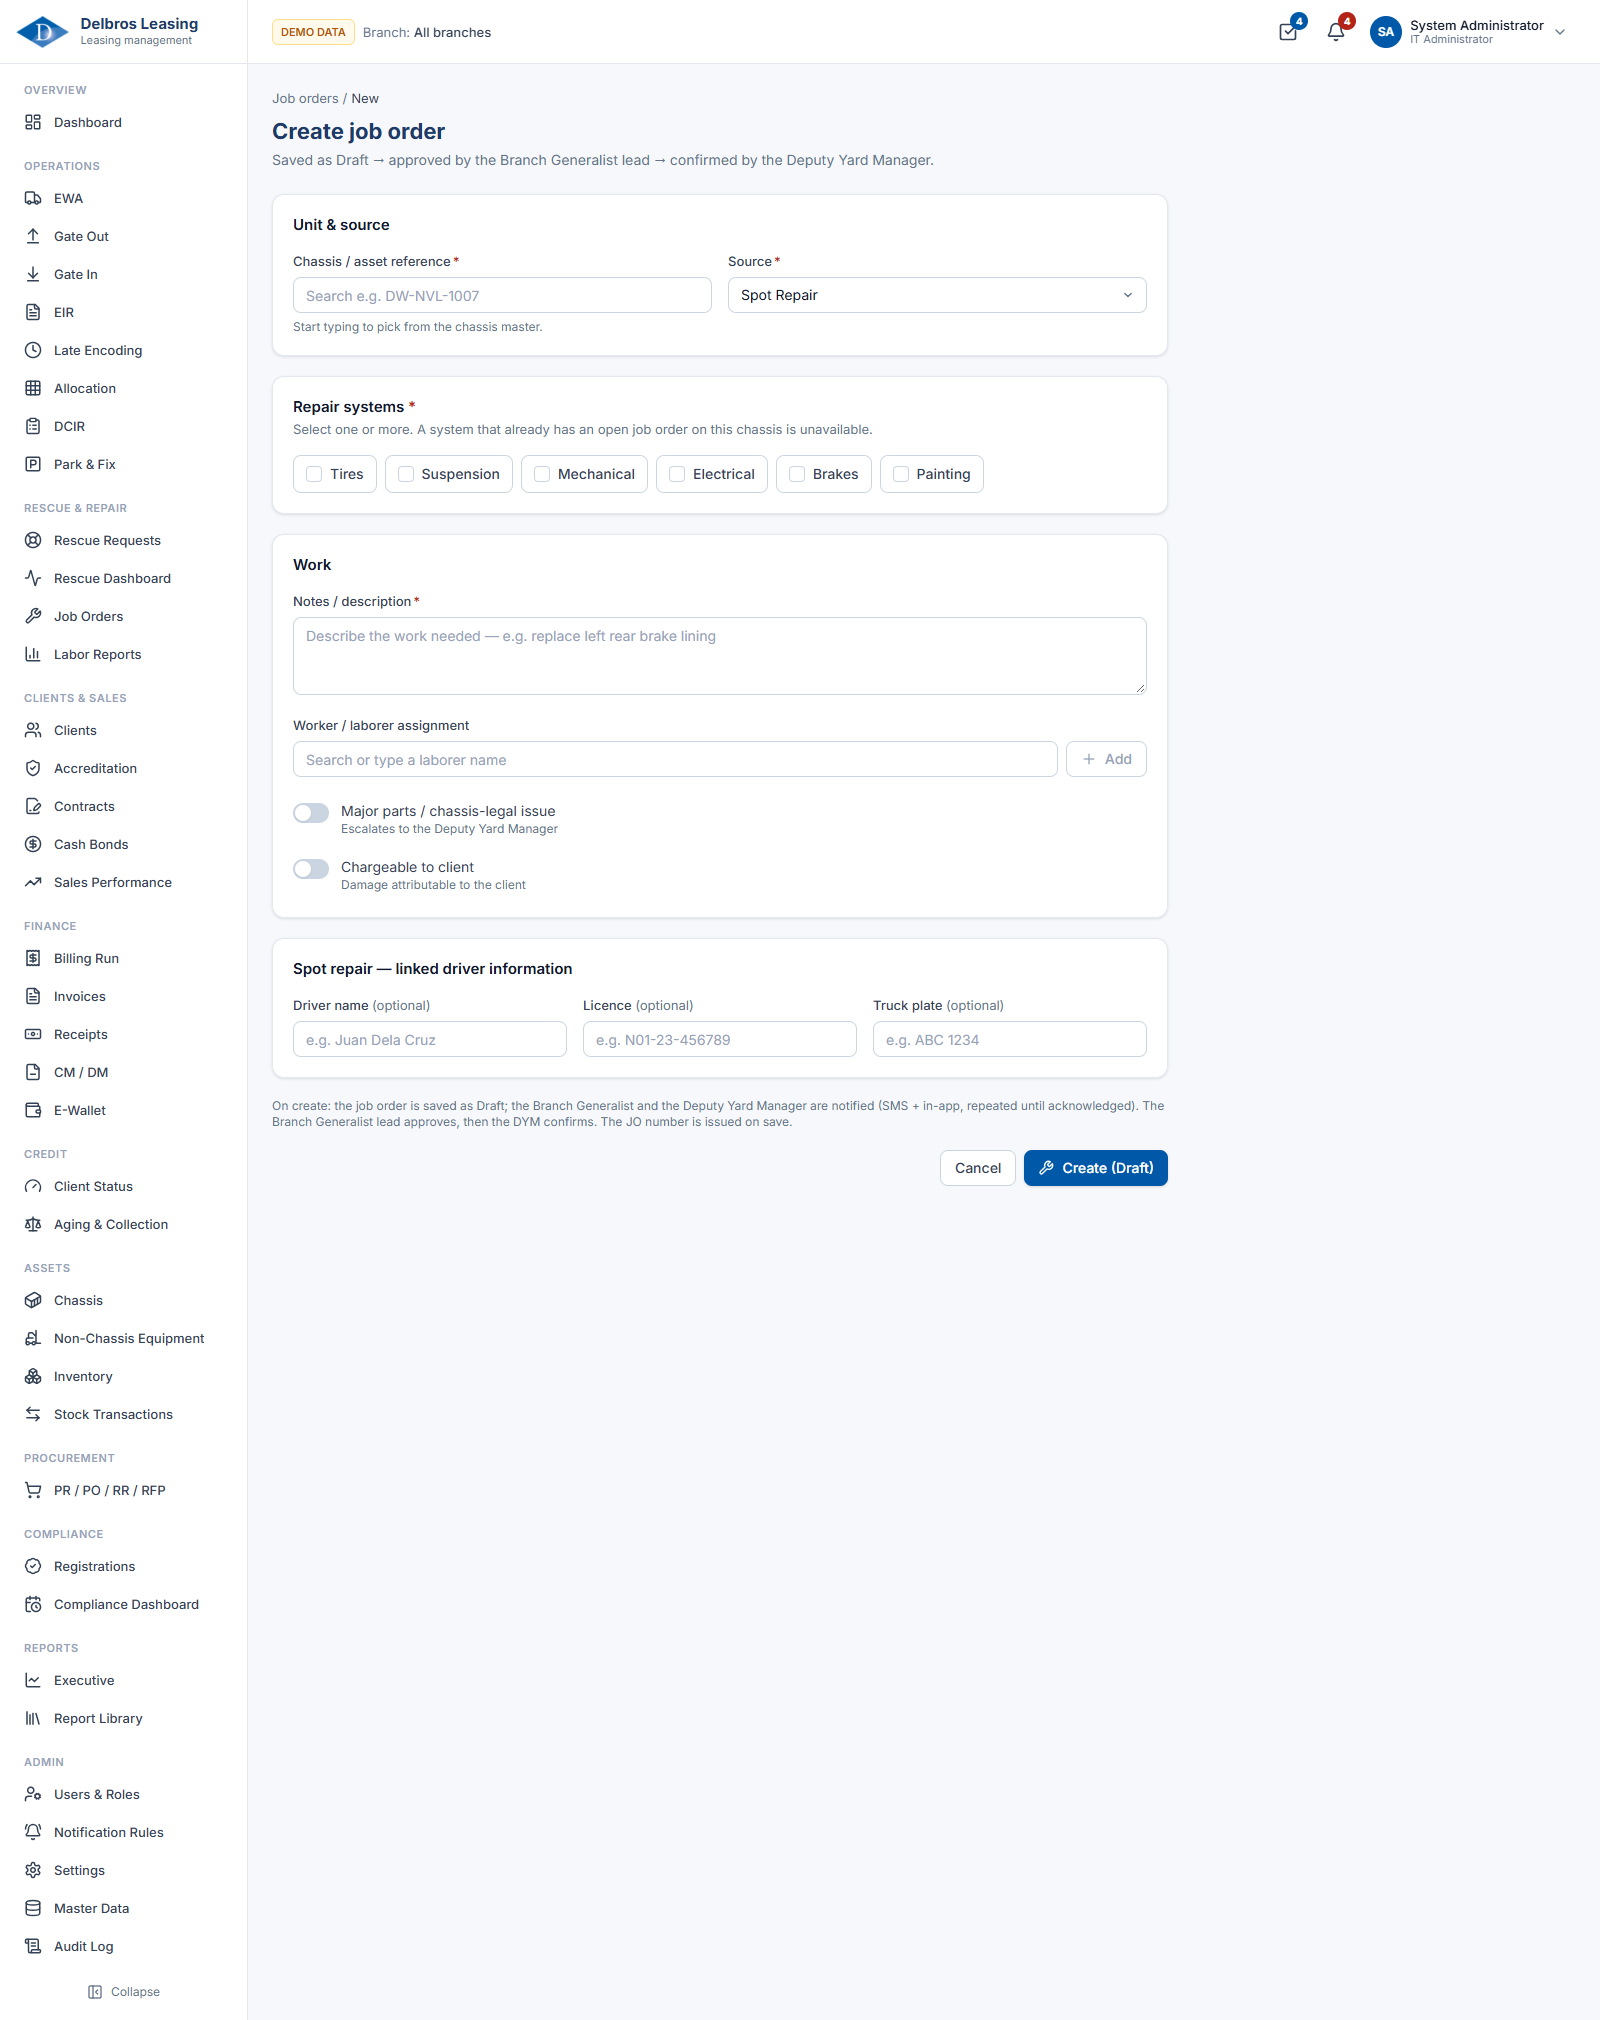 Delbros Leasing
Leasing management
DEMO DATA
Branch: All branches
4
4
SA
System Administrator
IT Administrator
OVERVIEW
Dashboard
OPERATIONS
EWA
Gate Out
Gate In
EIR
Late Encoding
Allocation
DCIR
Park & Fix
RESCUE & REPAIR
Rescue Requests
Rescue Dashboard
Job Orders
Labor Reports
CLIENTS & SALES
Clients
Accreditation
Contracts
Cash Bonds
Sales Performance
FINANCE
Billing Run
Invoices
Receipts
CM / DM
E-Wallet
CREDIT
Client Status
Aging & Collection
ASSETS
Chassis
Non-Chassis Equipment
Inventory
Stock Transactions
PROCUREMENT
PR / PO / RR / RFP
COMPLIANCE
Registrations
Compliance Dashboard
REPORTS
Executive
Report Library
ADMIN
Users & Roles
Notification Rules
Settings
Master Data
Audit Log
Collapse
Job orders / New
Create job order
Saved as Draft → approved by the Branch Generalist lead → confirmed by the Deputy Yard Manager.
Unit & source
Chassis / asset reference *
Source *
Search e.g. DW-NVL-1007
Spot Repair
Start typing to pick from the chassis master.
Repair systems *
Select one or more. A system that already has an open job order on this chassis is unavailable.
Tires
Suspension
Mechanical
Electrical
Brakes
Painting
Work
Notes / description *
Describe the work needed — e.g. replace left rear brake lining
Worker / laborer assignment
Search or type a laborer name
+ Add
Major parts / chassis-legal issue
Escalates to the Deputy Yard Manager
Chargeable to client
Damage attributable to the client
Spot repair — linked driver information
Driver name (optional)
Licence (optional)
Truck plate (optional)
e.g. Juan Dela Cruz
e.g. N01-23-456789
e.g. ABC 1234
On create: the job order is saved as Draft; the Branch Generalist and the Deputy Yard Manager are notified (SMS + in-app, repeated until acknowledged). The
Branch Generalist lead approves, then the DYM confirms. The JO number is issued on save.
Cancel
Create (Draft)